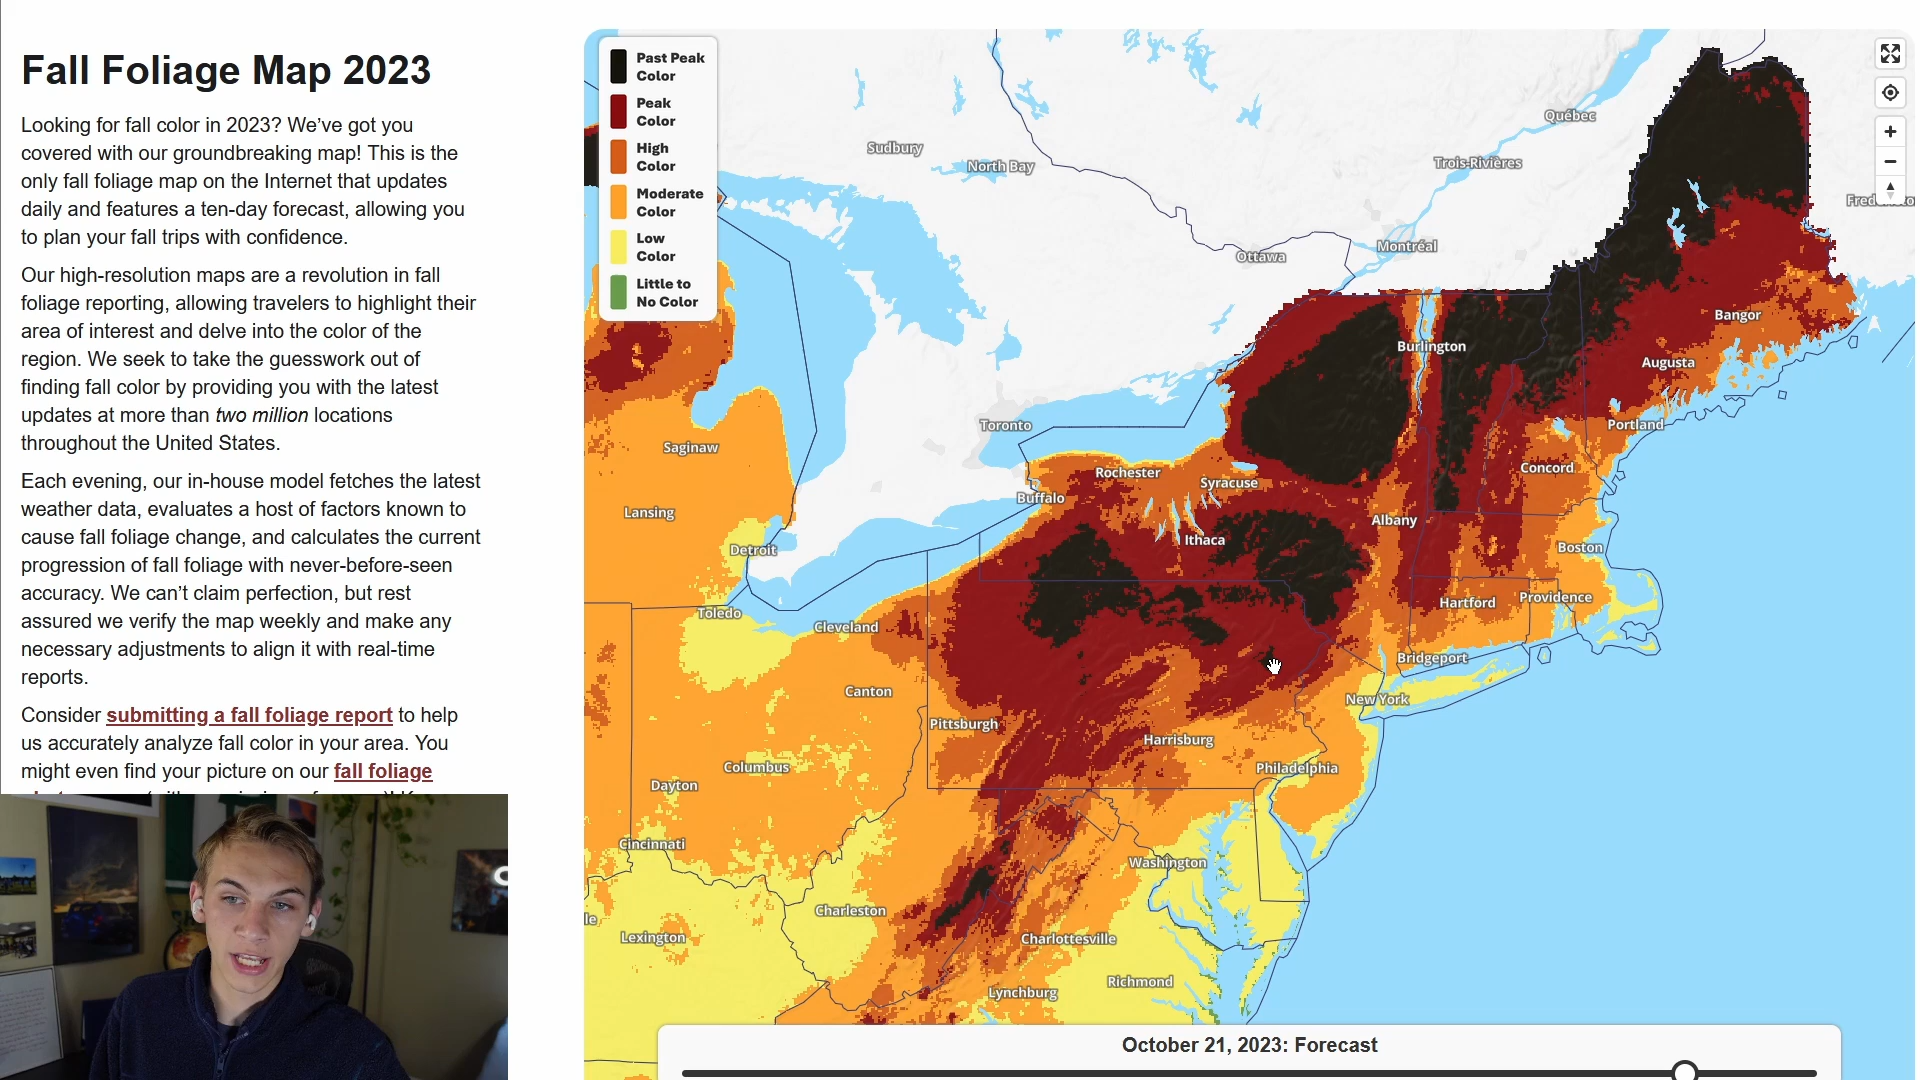 Fall Foliage Map 2023
Looking for fall color in 2023? We've got you
covered with our groundbreaking map! This is the
only fall foliage map on the Internet that updates
daily and features a ten-day forecast, allowing you
to plan your fall trips with confidence.
Our high-resolution maps are a revolution in fall
foliage reporting, allowing travelers to highlight their
area of interest and delve into the color of the
region. We seek to take the guesswork out of
finding fall color by providing you with the latest
updates at more than two million locations
throughout the United States.
Each evening, our in-house model fetches the latest
weather data, evaluates a host of factors known to
cause fall foliage change, and calculates the current
progression of fall foliage with never-before-seen
accuracy. We can't claim perfection, but rest
assured we verify the map weekly and make any
necessary adjustments to align it with real-time
reports.
Consider submitting a fall foliage report to help
us accurately analyze fall color in your area. You
might even find your picture on our fall foliage
Past Peak
Color
Peak
Color
High
Color
Moderate
Color
Low
Color
Little to
No Color
Québec
Sudbury
North Bay
Trois-Rivières
Montréal
Ottawa
Bangor
Burlington
Augusta
Toronto
Portland
Saginaw
Rochester
Concord
Syracuse
Buffalo
Lansing
Albany
Ithaca
Boston
Detroit
Providence
Hartford
Toledo
Cleveland
Bridgeport
Canton
New York
Pittsburgh
Harrisburg
Columbus
Philadelphia
Dayton
Cincinnati
Washington
Charleston
le
Lexington
Charlottesville
Richmond
Lynchburg
October 21, 2023: Forecast